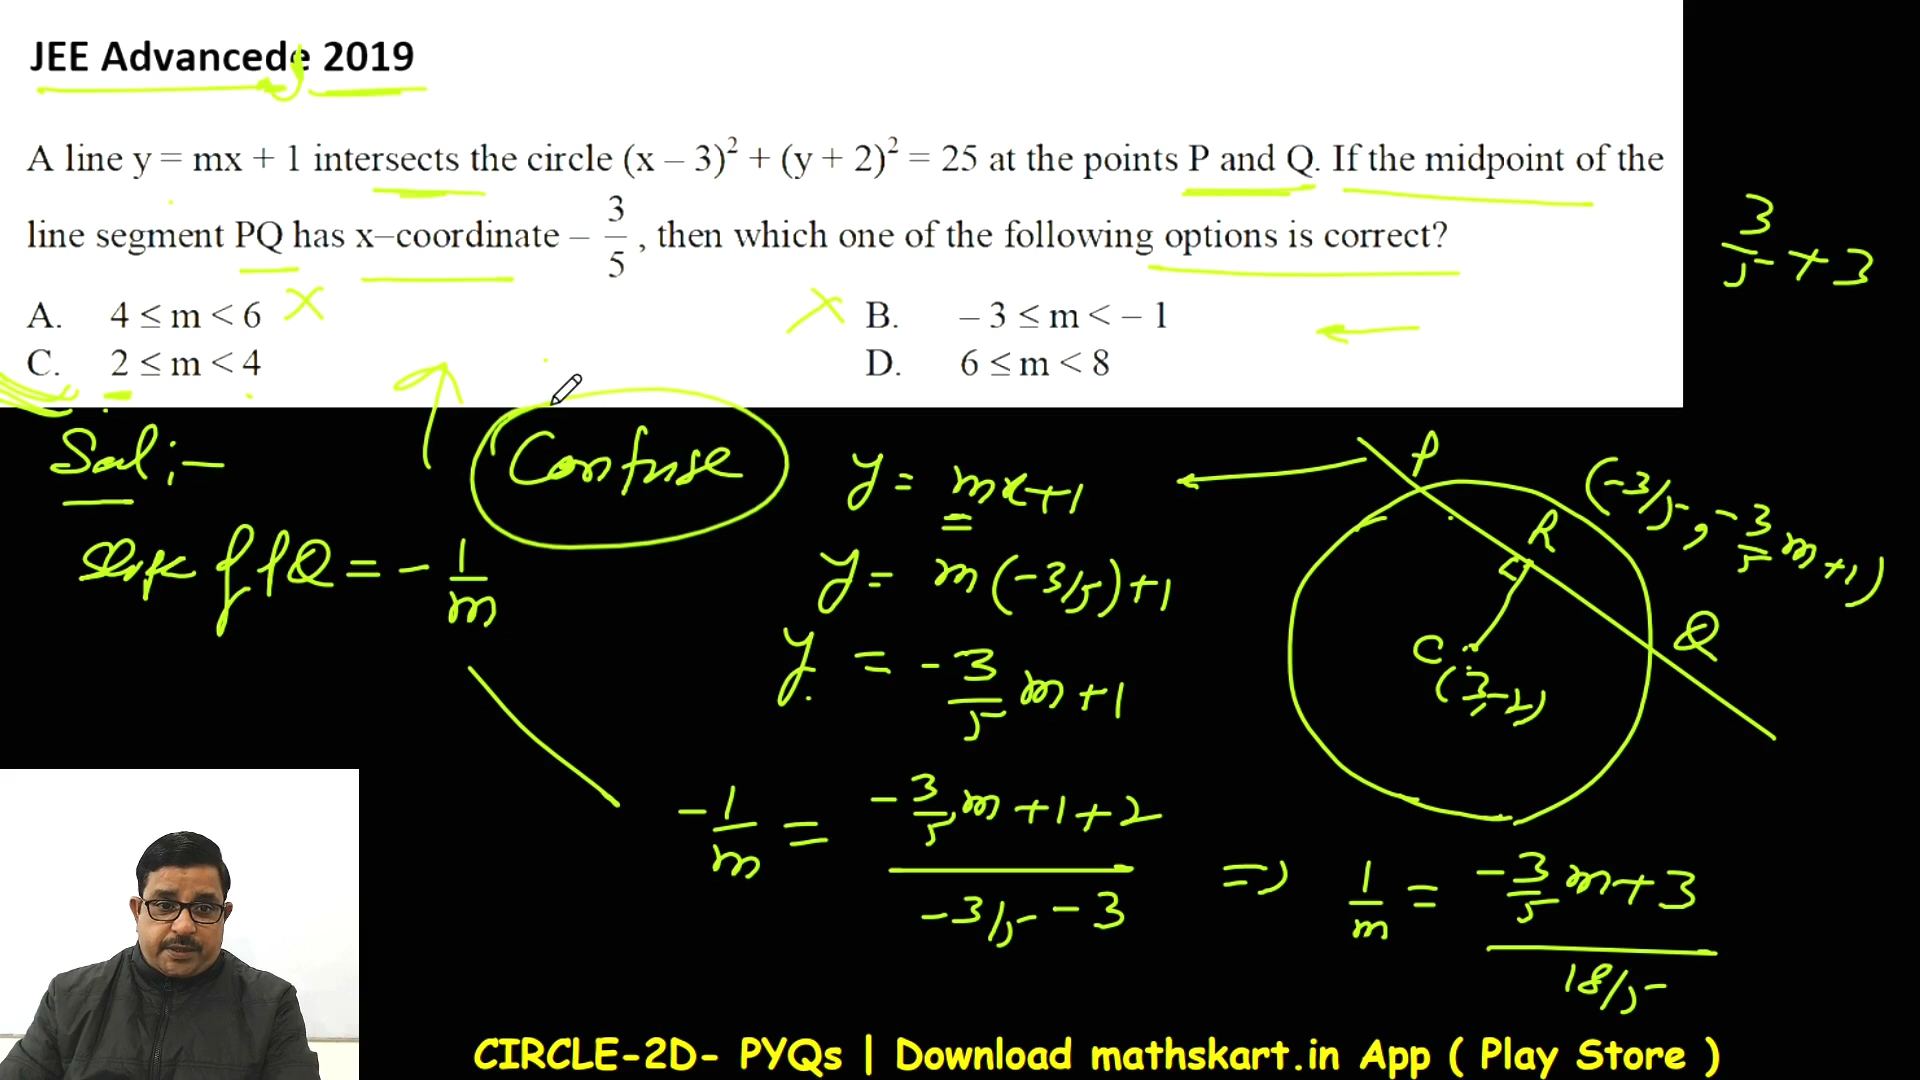 JEE Advancede 2019
A line y = mx + 1 intersects the circle (x – 3)² + (y + 2)² = 25 at the points P and Q. If the midpoint of the
line segment PQ has x–coordinate – 3/5, then which one of the following options is correct?
A. 4 ≤ m < 6 X X B. – 3 ≤ m < – 1
C. 2 ≤ m < 4 D. 6 ≤ m < 8
3/5 + 3
Sol :-
Confuse
y = mx+1
P
(-3/5, -3/5 m+1)
R
of PQ = - 1/m
y = m(-3/5)+1
Q
C
(3,-2)
y = -3/5 m+1
-1/m = (-3/5 m+1+2)/(-3/5 -3) => 1/m = (-3/5 m+3)/(18/5)
CIRCLE-2D- PYQs | Download mathskart.in App ( Play Store )